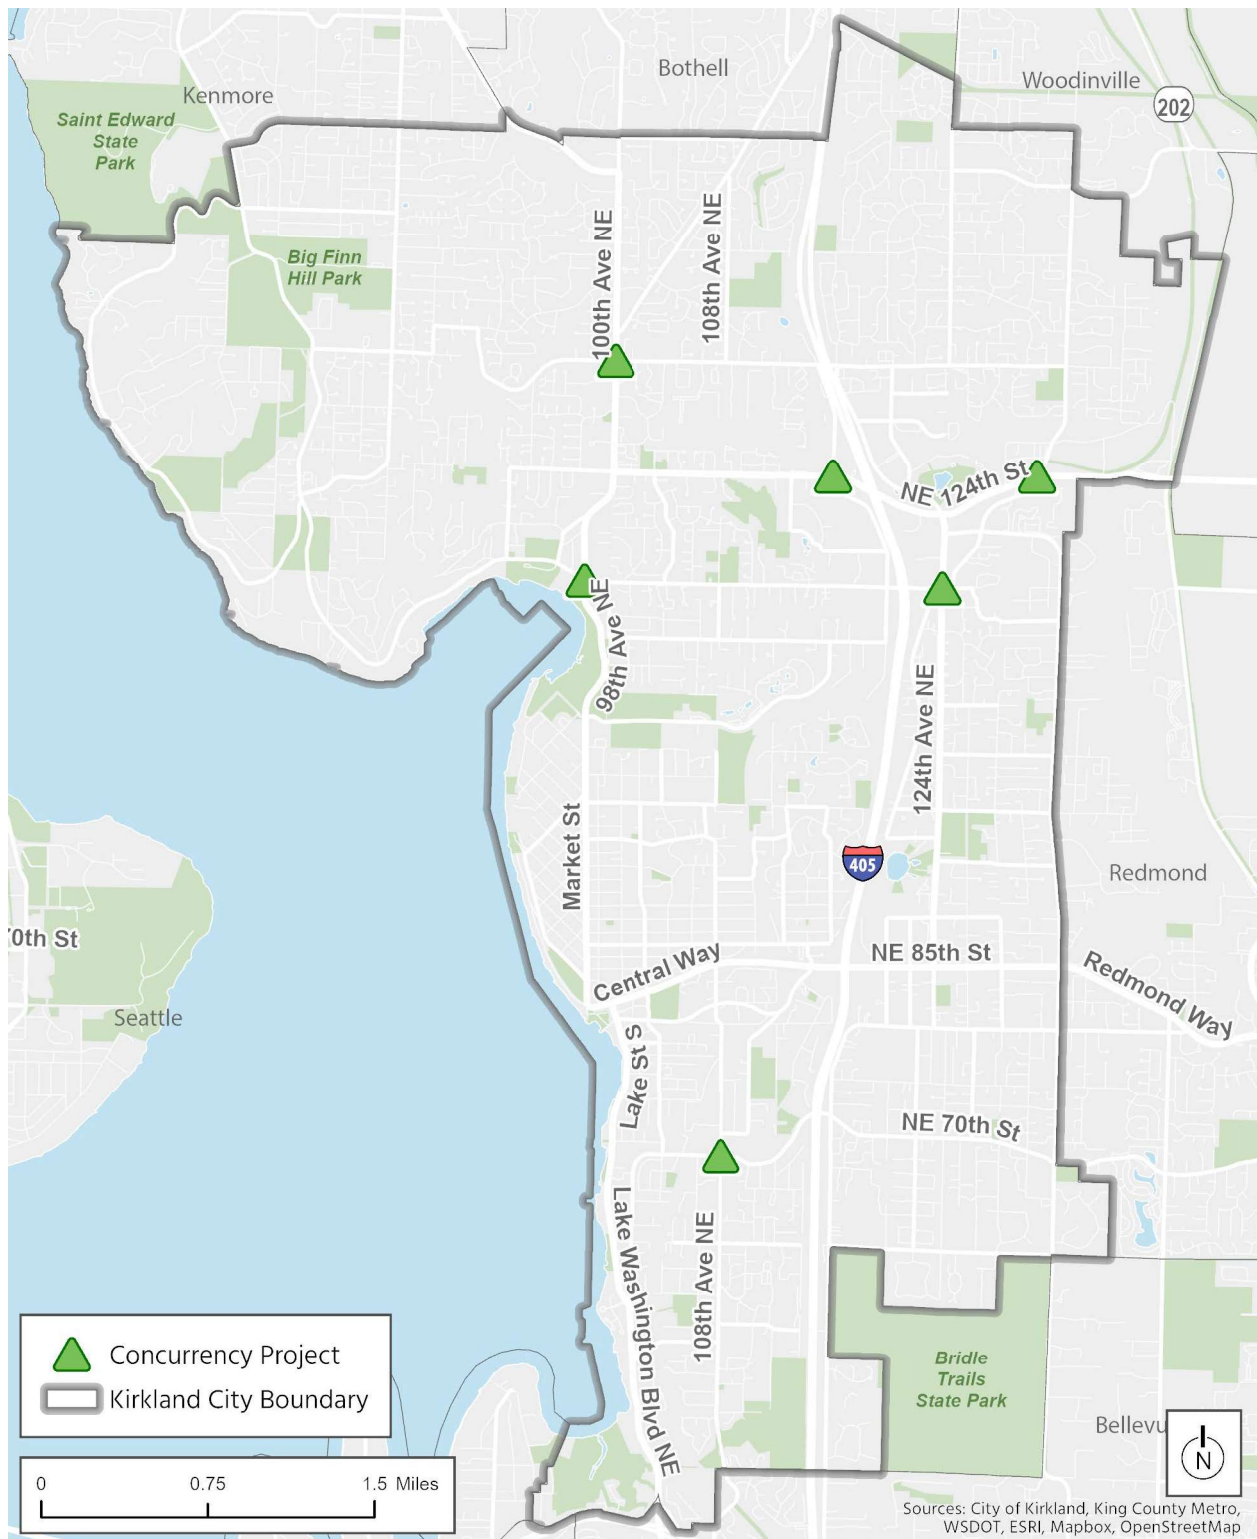 Bothell
Kenmore
Woodinville
202
Saint Edward
State
Park
Big Finn
Hill Park
100th Ave NE
108th Ave NE
NE 124th St
98th Ave NE
124th Ave NE
Market St
405
Redmond
NE 85th St
Central Way
Redmond Way
70th St
Seattle
Lake St S
NE 70th St
Lake Washington Blvd NE
108th Ave NE
Bridle
Trails
State Park
Bellevu
N
Concurrency Project
Kirkland City Boundary
0 0.75 1.5 Miles
Sources: City of Kirkland, King County Metro,
WSDOT, ESRI, Mapbox, OpenStreetMap